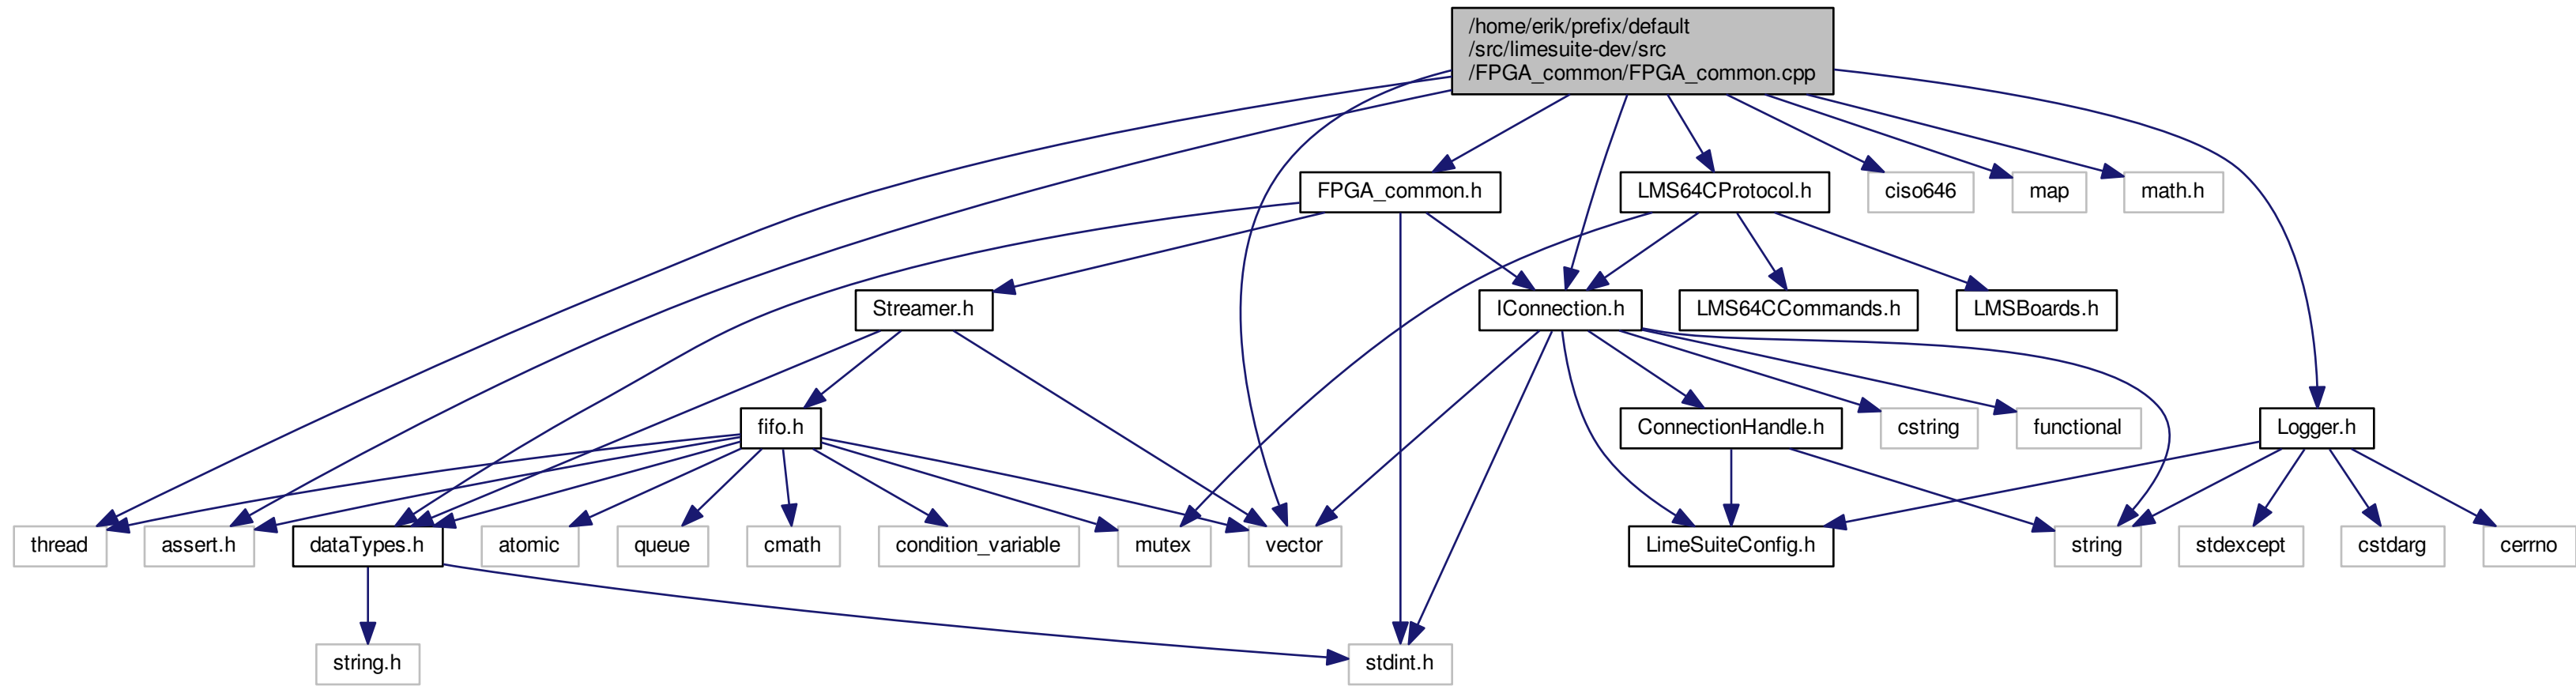 /home/erik/prefix/default
/src/limesuite-dev/src
/FPGA_common/FPGA_common.cpp
FPGA_common.h
LMS64CProtocol.h
ciso646
map
math.h
Streamer.h
IConnection.h
LMS64CCommands.h
LMSBoards.h
fifo.h
ConnectionHandle.h
cstring
functional
Logger.h
thread
assert.h
dataTypes.h
atomic
queue
cmath
condition_variable
mutex
vector
LimeSuiteConfig.h
string
stdexcept
cstdarg
cerrno
string.h
stdint.h